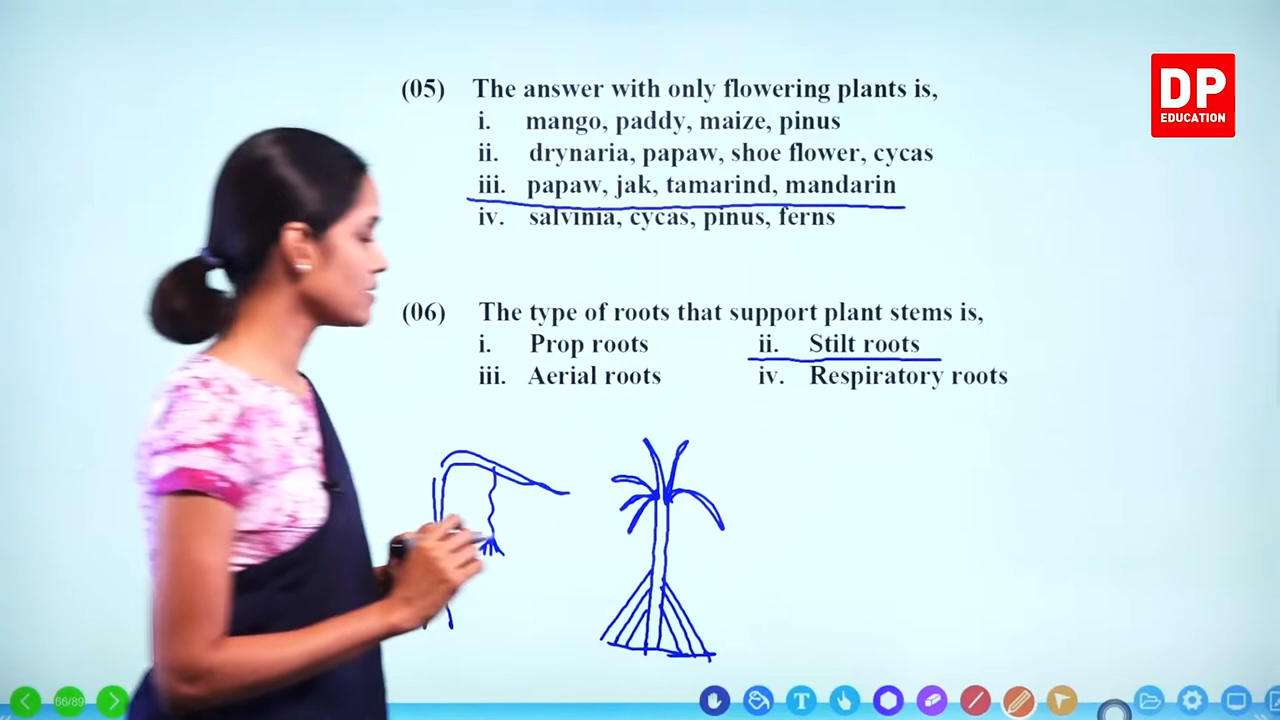 DP
EDUCATION
(05) The answer with only flowering plants is,
i. mango, paddy, maize, pinus
ii. drynaria, papaw, shoe flower, cycas
iii. papaw, jak, tamarind, mandarin
iv. salvinia, cycas, pinus, ferns
(06) The type of roots that support plant stems is,
i. Prop roots ii. Stilt roots
iii. Aerial roots iv. Respiratory roots
66/89
T